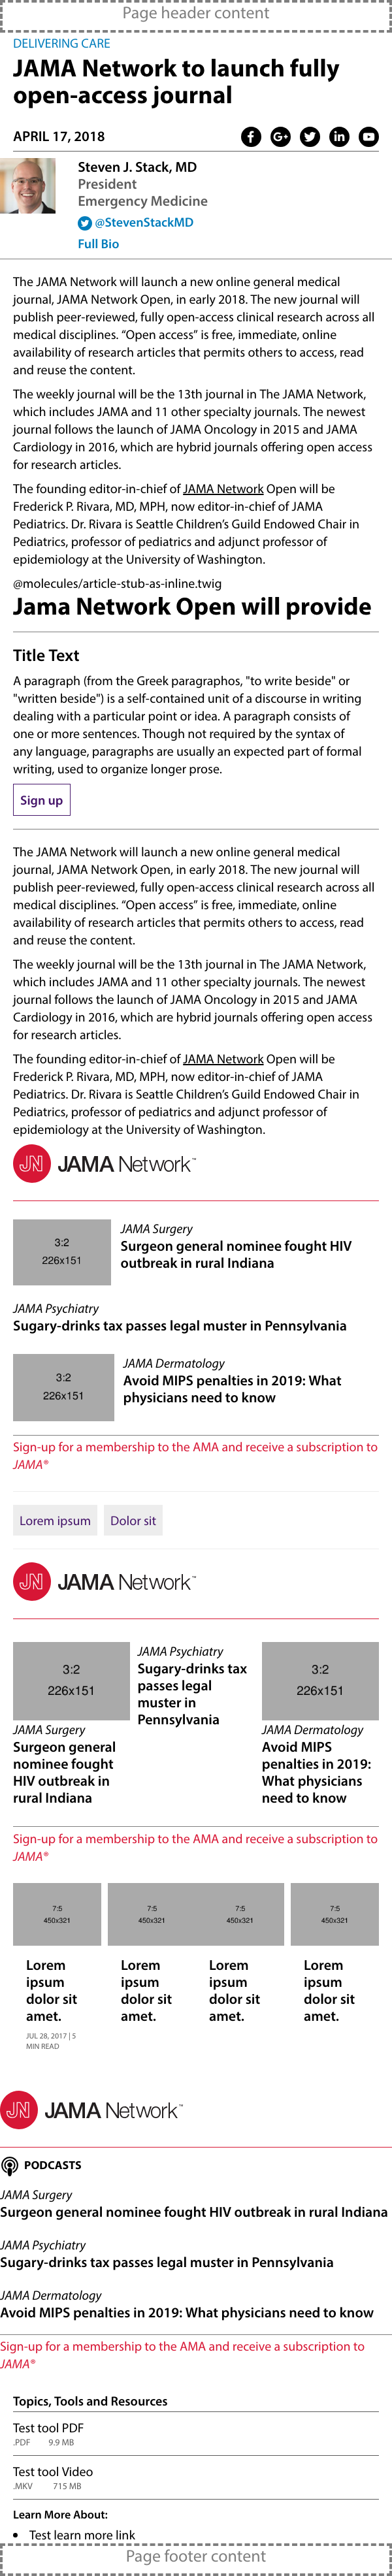 Page header content
DELIVERING CARE
JAMA Network to launch fully
open-access journal
APRIL 17, 2018
Steven J. Stack, MD
President
Emergency Medicine
@StevenStackMD
Full Bio
The JAMA Network will launch a new online general medical
journal, JAMA Network Open, in early 2018. The new journal will
publish peer-reviewed, fully open-access clinical research across all
medical disciplines. “Open access” is free, immediate, online
availability of research articles that permits others to access, read
and reuse the content.
The weekly journal will be the 13th journal in The JAMA Network,
which includes JAMA and 11 other specialty journals. The newest
journal follows the launch of JAMA Oncology in 2015 and JAMA
Cardiology in 2016, which are hybrid journals offering open access
for research articles.
The founding editor-in-chief of JAMA Network Open will be
Frederick P. Rivara, MD, MPH, now editor-in-chief of JAMA
Pediatrics. Dr. Rivara is Seattle Children’s Guild Endowed Chair in
Pediatrics, professor of pediatrics and adjunct professor of
epidemiology at the University of Washington.
@molecules/article-stub-as-inline.twig
Jama Network Open will provide
Title Text
A paragraph (from the Greek paragraphos, "to write beside" or
"written beside") is a self-contained unit of a discourse in writing
dealing with a particular point or idea. A paragraph consists of
one or more sentences. Though not required by the syntax of
any language, paragraphs are usually an expected part of formal
writing, used to organize longer prose.
Sign up
The JAMA Network will launch a new online general medical
journal, JAMA Network Open, in early 2018. The new journal will
publish peer-reviewed, fully open-access clinical research across all
medical disciplines. “Open access” is free, immediate, online
availability of research articles that permits others to access, read
and reuse the content.
The weekly journal will be the 13th journal in The JAMA Network,
which includes JAMA and 11 other specialty journals. The newest
journal follows the launch of JAMA Oncology in 2015 and JAMA
Cardiology in 2016, which are hybrid journals offering open access
for research articles.
The founding editor-in-chief of JAMA Network Open will be
Frederick P. Rivara, MD, MPH, now editor-in-chief of JAMA
Pediatrics. Dr. Rivara is Seattle Children’s Guild Endowed Chair in
Pediatrics, professor of pediatrics and adjunct professor of
epidemiology at the University of Washington.
JN JAMA Network™
3:2
226x151
JAMA Surgery
Surgeon general nominee fought HIV
outbreak in rural Indiana
JAMA Psychiatry
Sugary-drinks tax passes legal muster in Pennsylvania
3:2
226x151
JAMA Dermatology
Avoid MIPS penalties in 2019: What
physicians need to know
Sign-up for a membership to the AMA and receive a subscription to
JAMA®
Lorem ipsum
Dolor sit
JN JAMA Network™
3:2
226x151
JAMA Surgery
Surgeon general
nominee fought
HIV outbreak in
rural Indiana
JAMA Psychiatry
Sugary-drinks tax
passes legal
muster in
Pennsylvania
3:2
226x151
JAMA Dermatology
Avoid MIPS
penalties in 2019:
What physicians
need to know
Sign-up for a membership to the AMA and receive a subscription to
JAMA®
7:5
450x321
Lorem
ipsum
dolor sit
amet.
JUL 28, 2017 | 5
MIN READ
7:5
450x321
Lorem
ipsum
dolor sit
amet.
7:5
450x321
Lorem
ipsum
dolor sit
amet.
7:5
450x321
Lorem
ipsum
dolor sit
amet.
JN JAMA Network™
PODCASTS
JAMA Surgery
Surgeon general nominee fought HIV outbreak in rural Indiana
JAMA Psychiatry
Sugary-drinks tax passes legal muster in Pennsylvania
JAMA Dermatology
Avoid MIPS penalties in 2019: What physicians need to know
Sign-up for a membership to the AMA and receive a subscription to
JAMA®
Topics, Tools and Resources
Test tool PDF
.PDF 9.9 MB
Test tool Video
.MKV 715 MB
Learn More About:
• Test learn more link
Page footer content